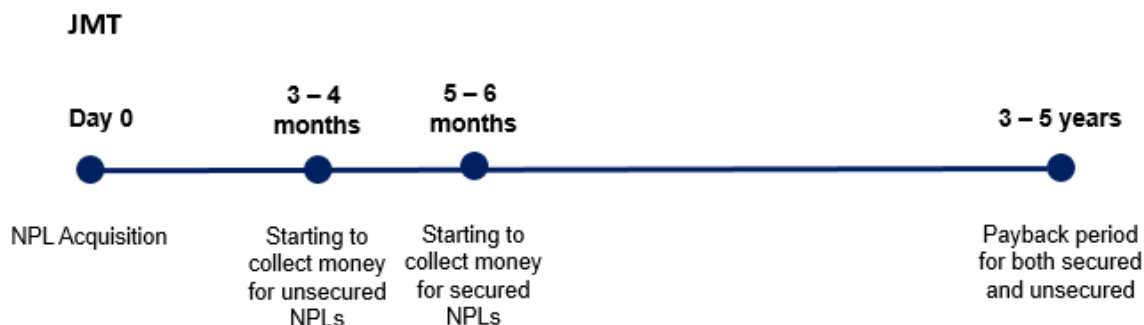 JMT
Day 0
3 – 4
months
5 – 6
months
3 – 5 years
NPL Acquisition
Starting to
collect money
for unsecured
NPLs
Starting to
collect money
for secured
NPLs
Payback period
for both secured
and unsecured